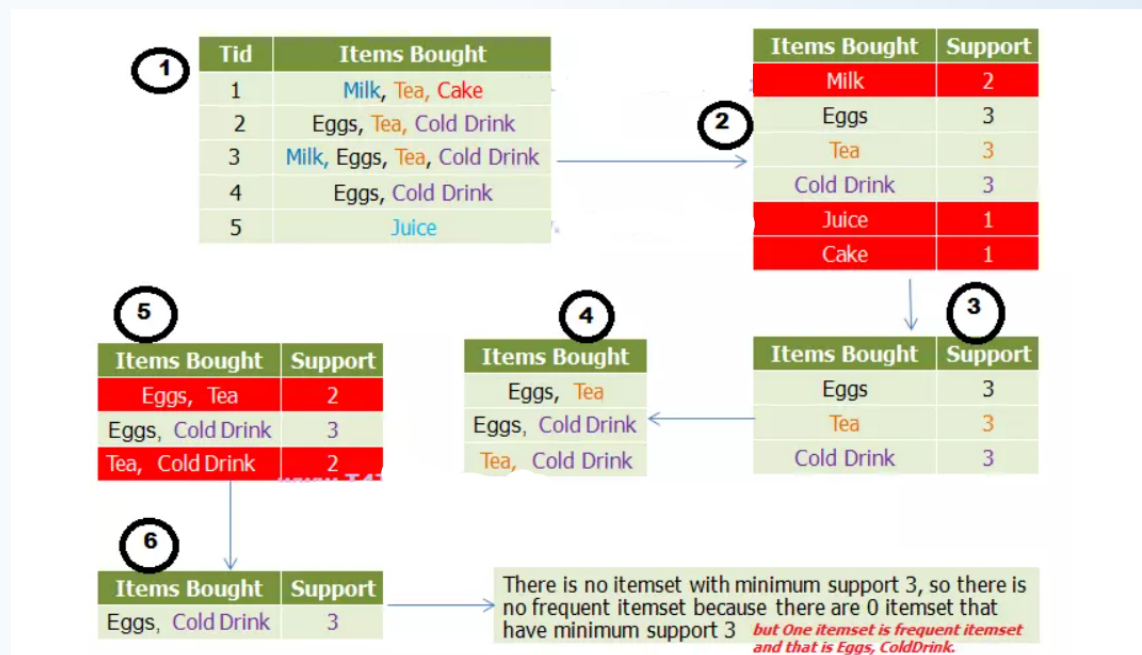 1
Tid Items Bought
1 Milk, Tea, Cake
2 Eggs, Tea, Cold Drink
3 Milk, Eggs, Tea, Cold Drink
4 Eggs, Cold Drink
5 Juice
2
Items Bought Support
Milk 2
Eggs 3
Tea 3
Cold Drink 3
Juice 1
Cake 1
3
Items Bought Support
Eggs 3
Tea 3
Cold Drink 3
4
Items Bought
Eggs, Tea
Eggs, Cold Drink
Tea, Cold Drink
5
Items Bought Support
Eggs, Tea 2
Eggs, Cold Drink 3
Tea, Cold Drink 2
6
Items Bought Support
Eggs, Cold Drink 3
There is no itemset with minimum support 3, so there is
no frequent itemset because there are 0 itemset that
have minimum support 3 but One itemset is frequent itemset
and that is Eggs, ColdDrink.